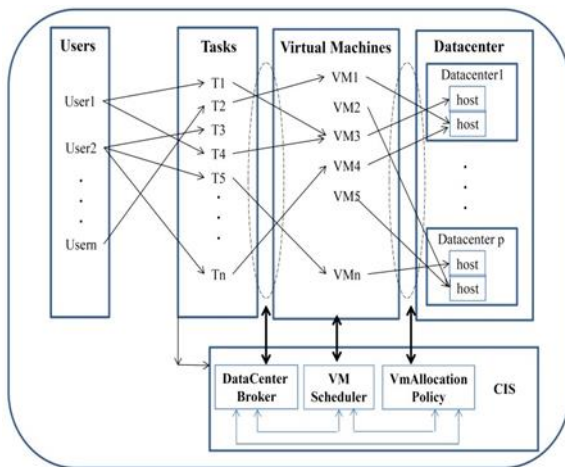 Users
Tasks
Virtual Machines
Datacenter
User1
User2
Usern
T1
T2
T3
T4
T5
Tn
VM1
VM2
VM3
VM4
VM5
VMn
Datacenter1
host
host
Datacenter p
host
host
DataCenter
Broker
VM
Scheduler
VmAllocation
Policy
CIS